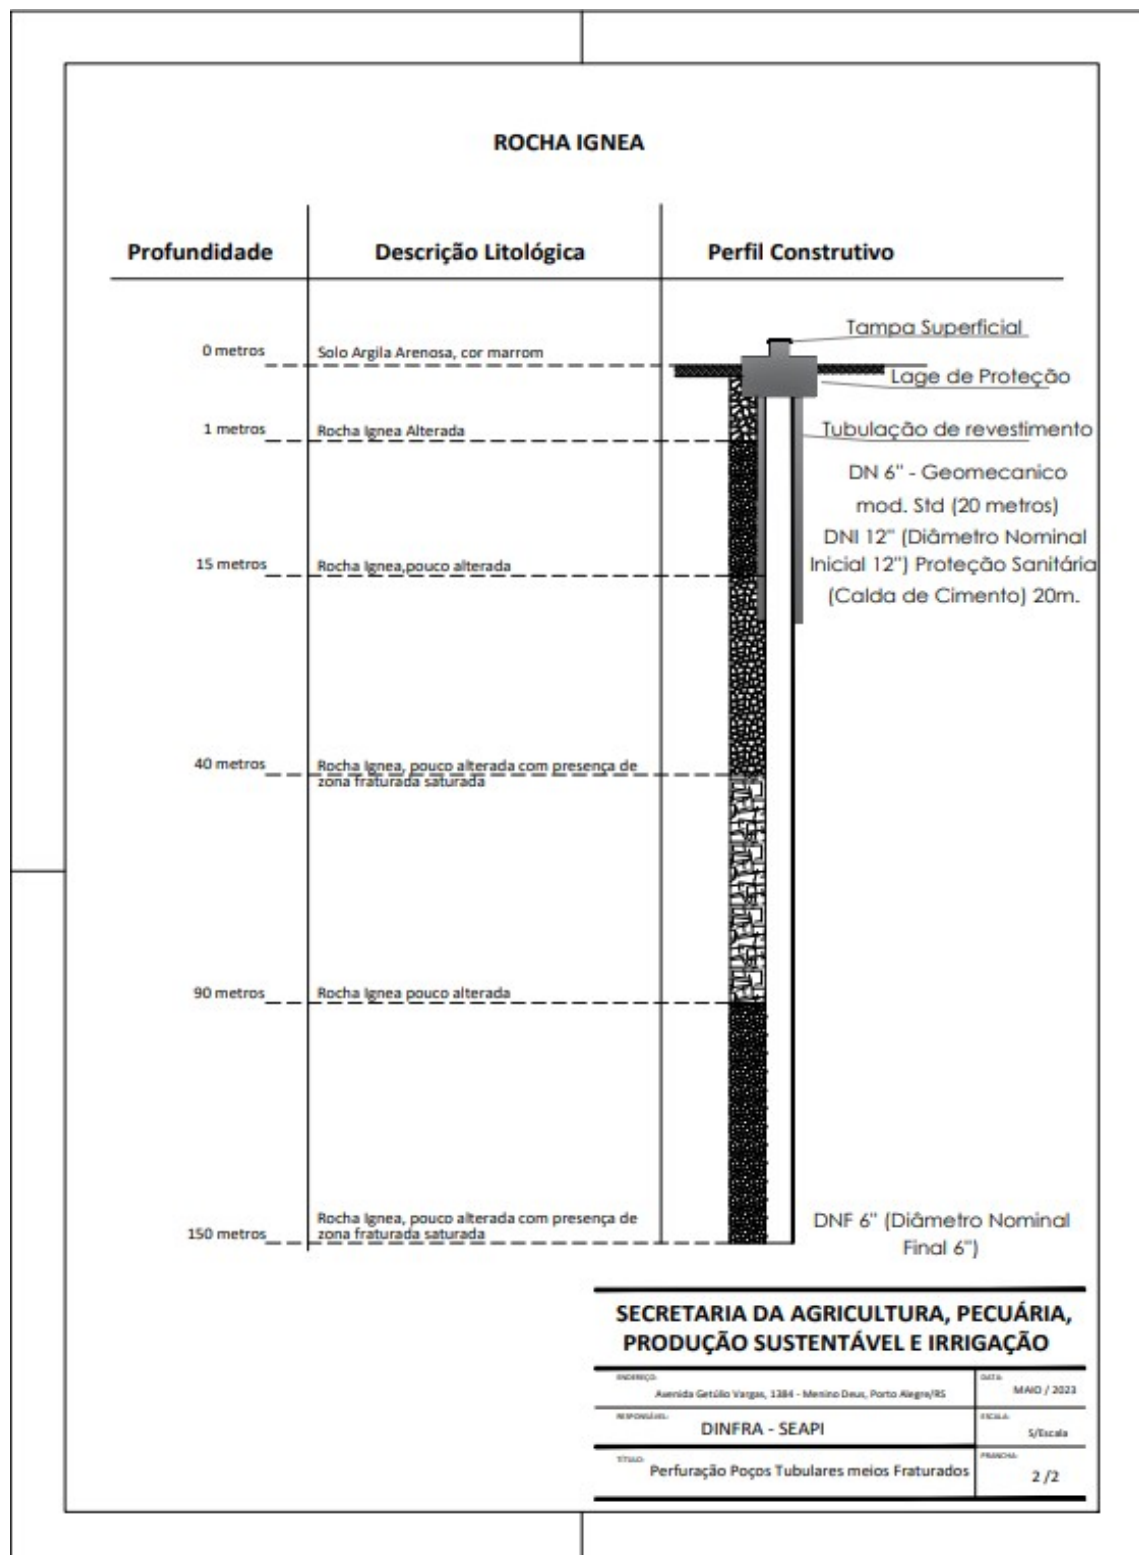 ROCHA IGNEA
Profundidade
Descrição Litológica
Perfil Construtivo
0 metros
Solo Argila Arenosa, cor marrom
Tampa Superficial
Lage de Proteção
1 metros
Rocha Ignea Alterada
Tubulação de revestimento
DN 6" - Geomecanico
mod. Std (20 metros)
DNI 12" (Diâmetro Nominal
Inicial 12") Proteção Sanitária
(Calda de Cimento) 20m.
15 metros
Rocha Ignea,pouco alterada
40 metros
Rocha Ignea, pouco alterada com presença de
zona fraturada saturada
90 metros
Rocha Ignea pouco alterada
150 metros
Rocha Ignea, pouco alterada com presença de
zona fraturada saturada
DNF 6" (Diâmetro Nominal
Final 6")
SECRETARIA DA AGRICULTURA, PECUÁRIA,
PRODUÇÃO SUSTENTÁVEL E IRRIGAÇÃO
ENDEREÇO:
Avenida Getúlio Vargas, 1384 - Menino Deus, Porto Alegre/RS
DATA:
MAIO / 2023
RESPONSÁVEL:
DINFRA - SEAPI
ESCALA:
S/Escala
TÍTULO:
Perfuração Poços Tubulares meios Fraturados
PRANCHA:
2 /2